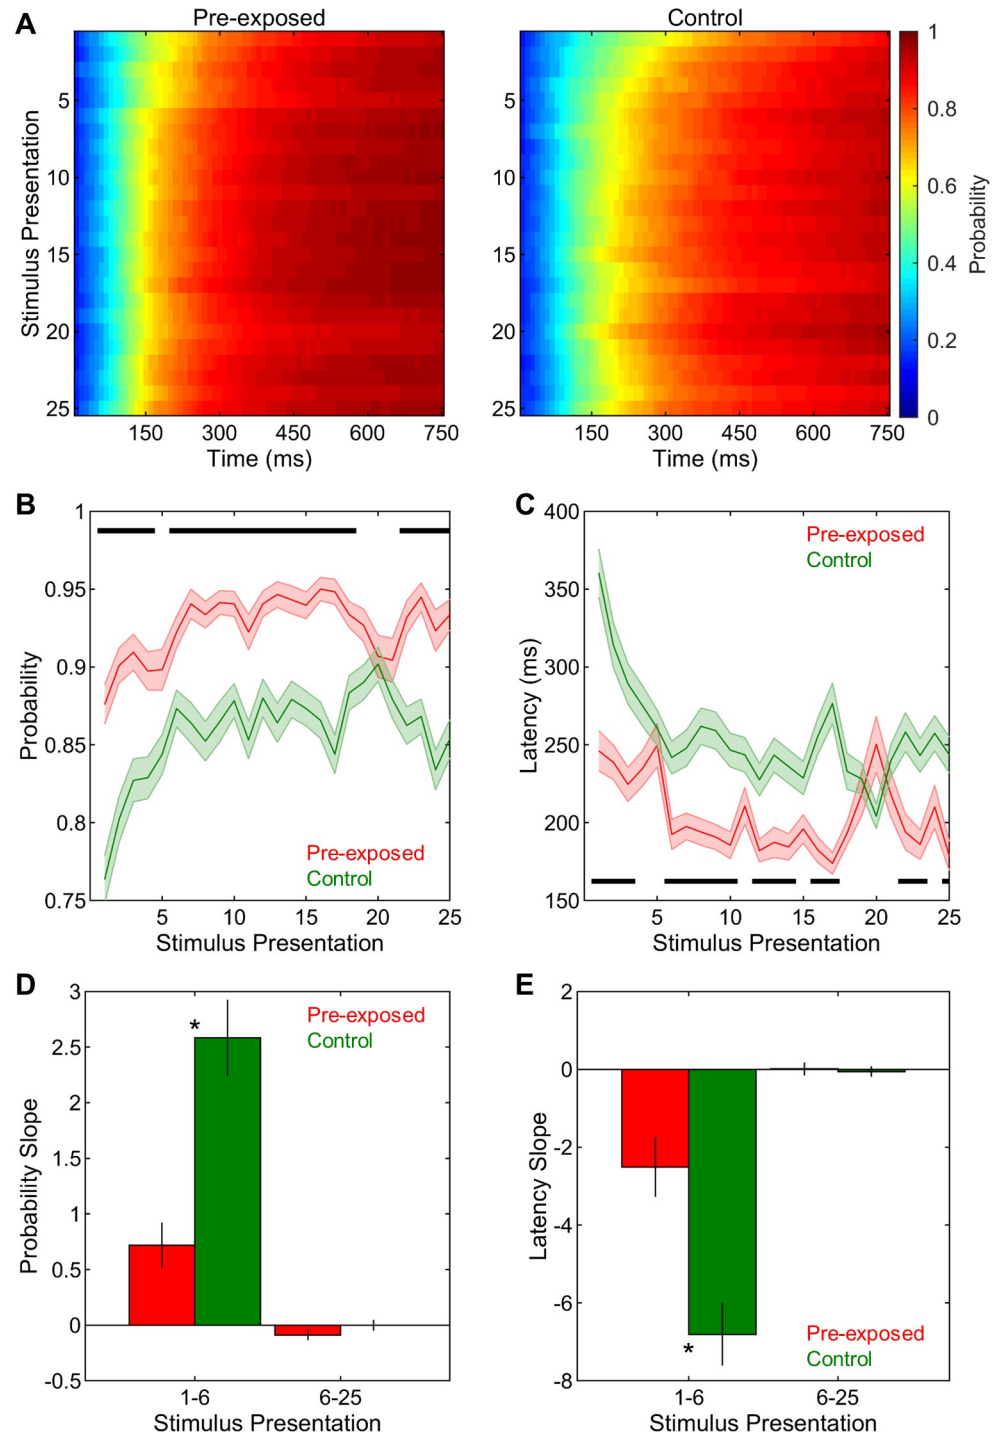 A
Pre-exposed
Control
Stimulus Presentation
5
10
15
20
25
150 300 450 600 750
Time (ms)
5
10
15
20
25
150 300 450 600 750
Time (ms)
1
0.8
0.6
0.4
0.2
0
Probability
B
Probability
1
0.95
0.9
0.85
0.8
0.75
Pre-exposed
Control
5 10 15 20 25
Stimulus Presentation
C
Latency (ms)
400
350
300
250
200
150
Pre-exposed
Control
5 10 15 20 25
Stimulus Presentation
D
Probability Slope
3
2.5
2
1.5
1
0.5
0
-0.5
*
Pre-exposed
Control
1-6 6-25
Stimulus Presentation
E
Latency Slope
2
0
-2
-4
-6
-8
*
Pre-exposed
Control
1-6 6-25
Stimulus Presentation